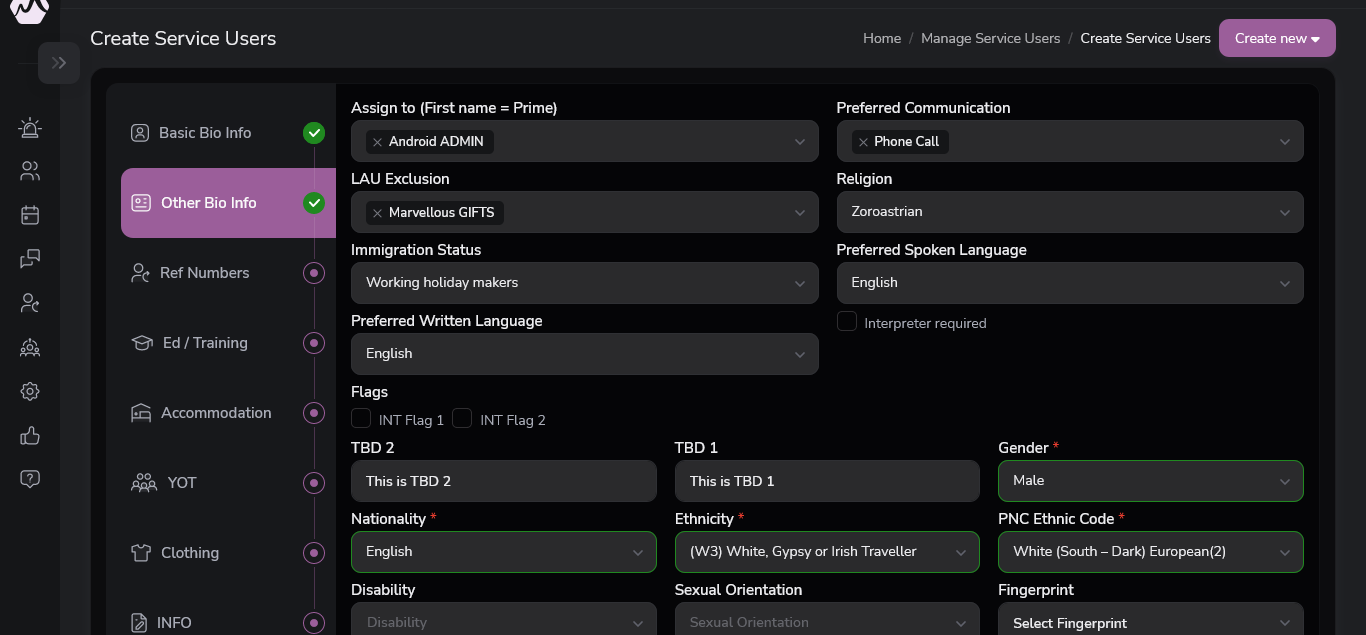 Create Service Users
Home / Manage Service Users / Create Service Users
Create new
Basic Bio Info
Other Bio Info
Ref Numbers
Ed / Training
Accommodation
YOT
Clothing
INFO
Assign to (First name = Prime)
× Android ADMIN
Preferred Communication
× Phone Call
LAU Exclusion
× Marvellous GIFTS
Religion
Zoroastrian
Immigration Status
Working holiday makers
Preferred Spoken Language
English
Preferred Written Language
English
Interpreter required
Flags
INT Flag 1
INT Flag 2
TBD 2
This is TBD 2
TBD 1
This is TBD 1
Gender *
Male
Nationality *
English
Ethnicity *
(W3) White, Gypsy or Irish Traveller
PNC Ethnic Code *
White (South – Dark) European(2)
Disability
Disability
Sexual Orientation
Sexual Orientation
Fingerprint
Select Fingerprint